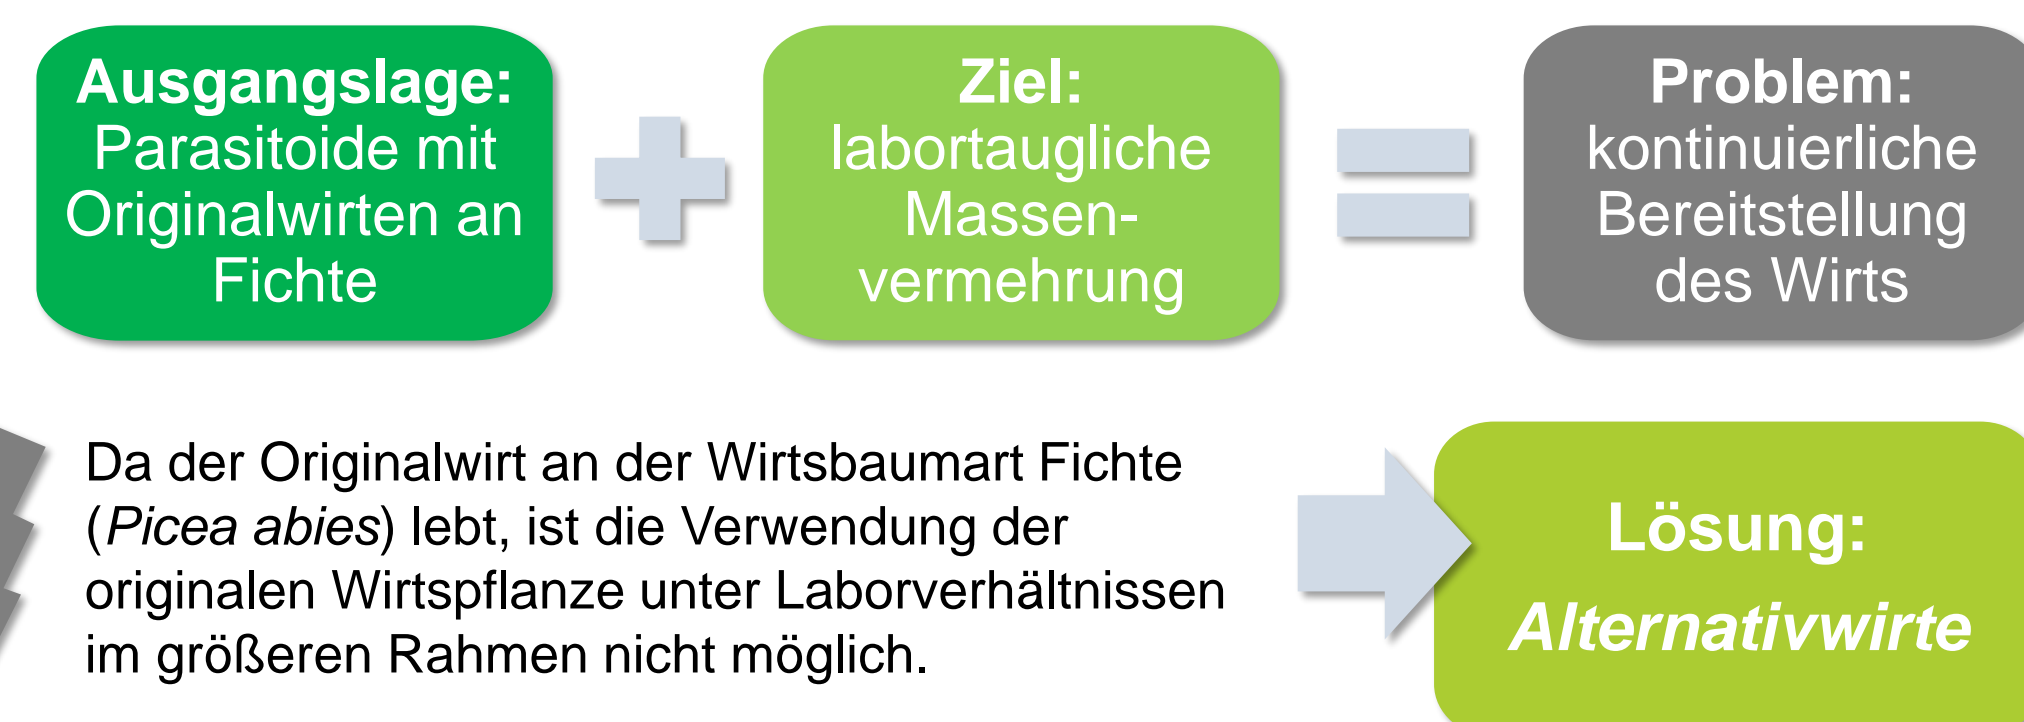 Ausgangslage:
Parasitoide mit
Originalwirten an
Fichte
Ziel:
labortaugliche
Massen-
vermehrung
Problem:
kontinuierliche
Bereitstellung
des Wirts
Da der Originalwirt an der Wirtsbaumart Fichte
(Picea abies) lebt, ist die Verwendung der
originalen Wirtspflanze unter Laborverhältnissen
im größeren Rahmen nicht möglich.
Lösung:
Alternativwirte